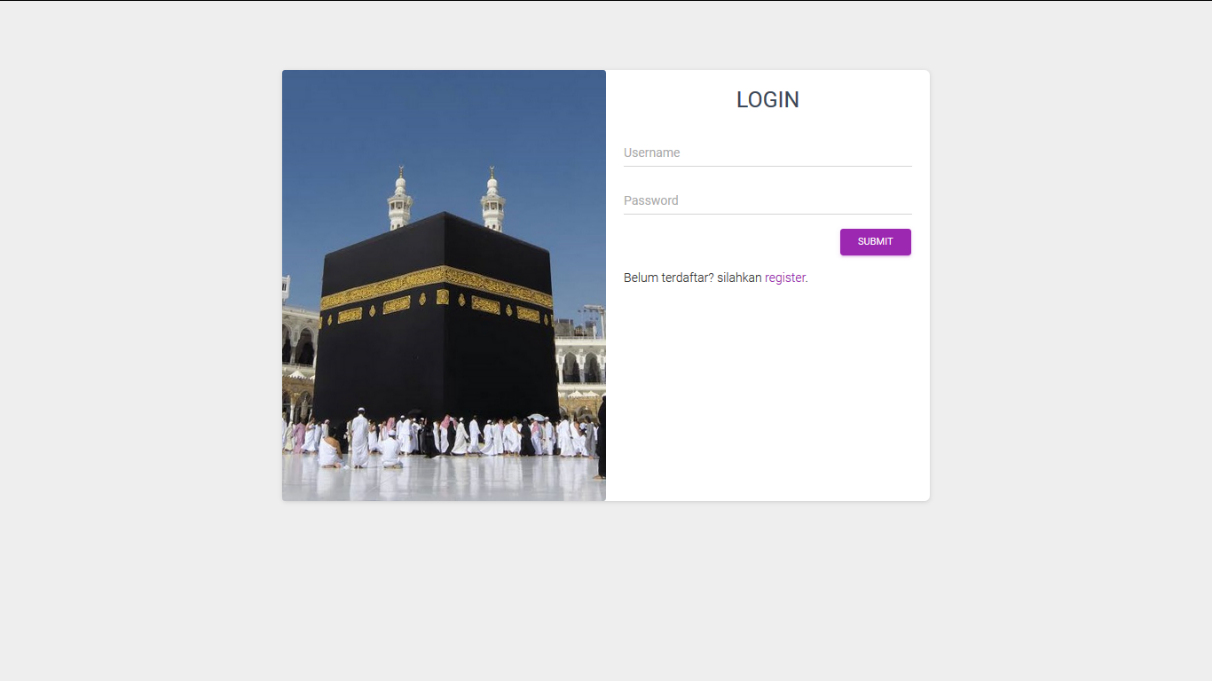 LOGIN
Username
Password
SUBMIT
Belum terdaftar? silahkan register.